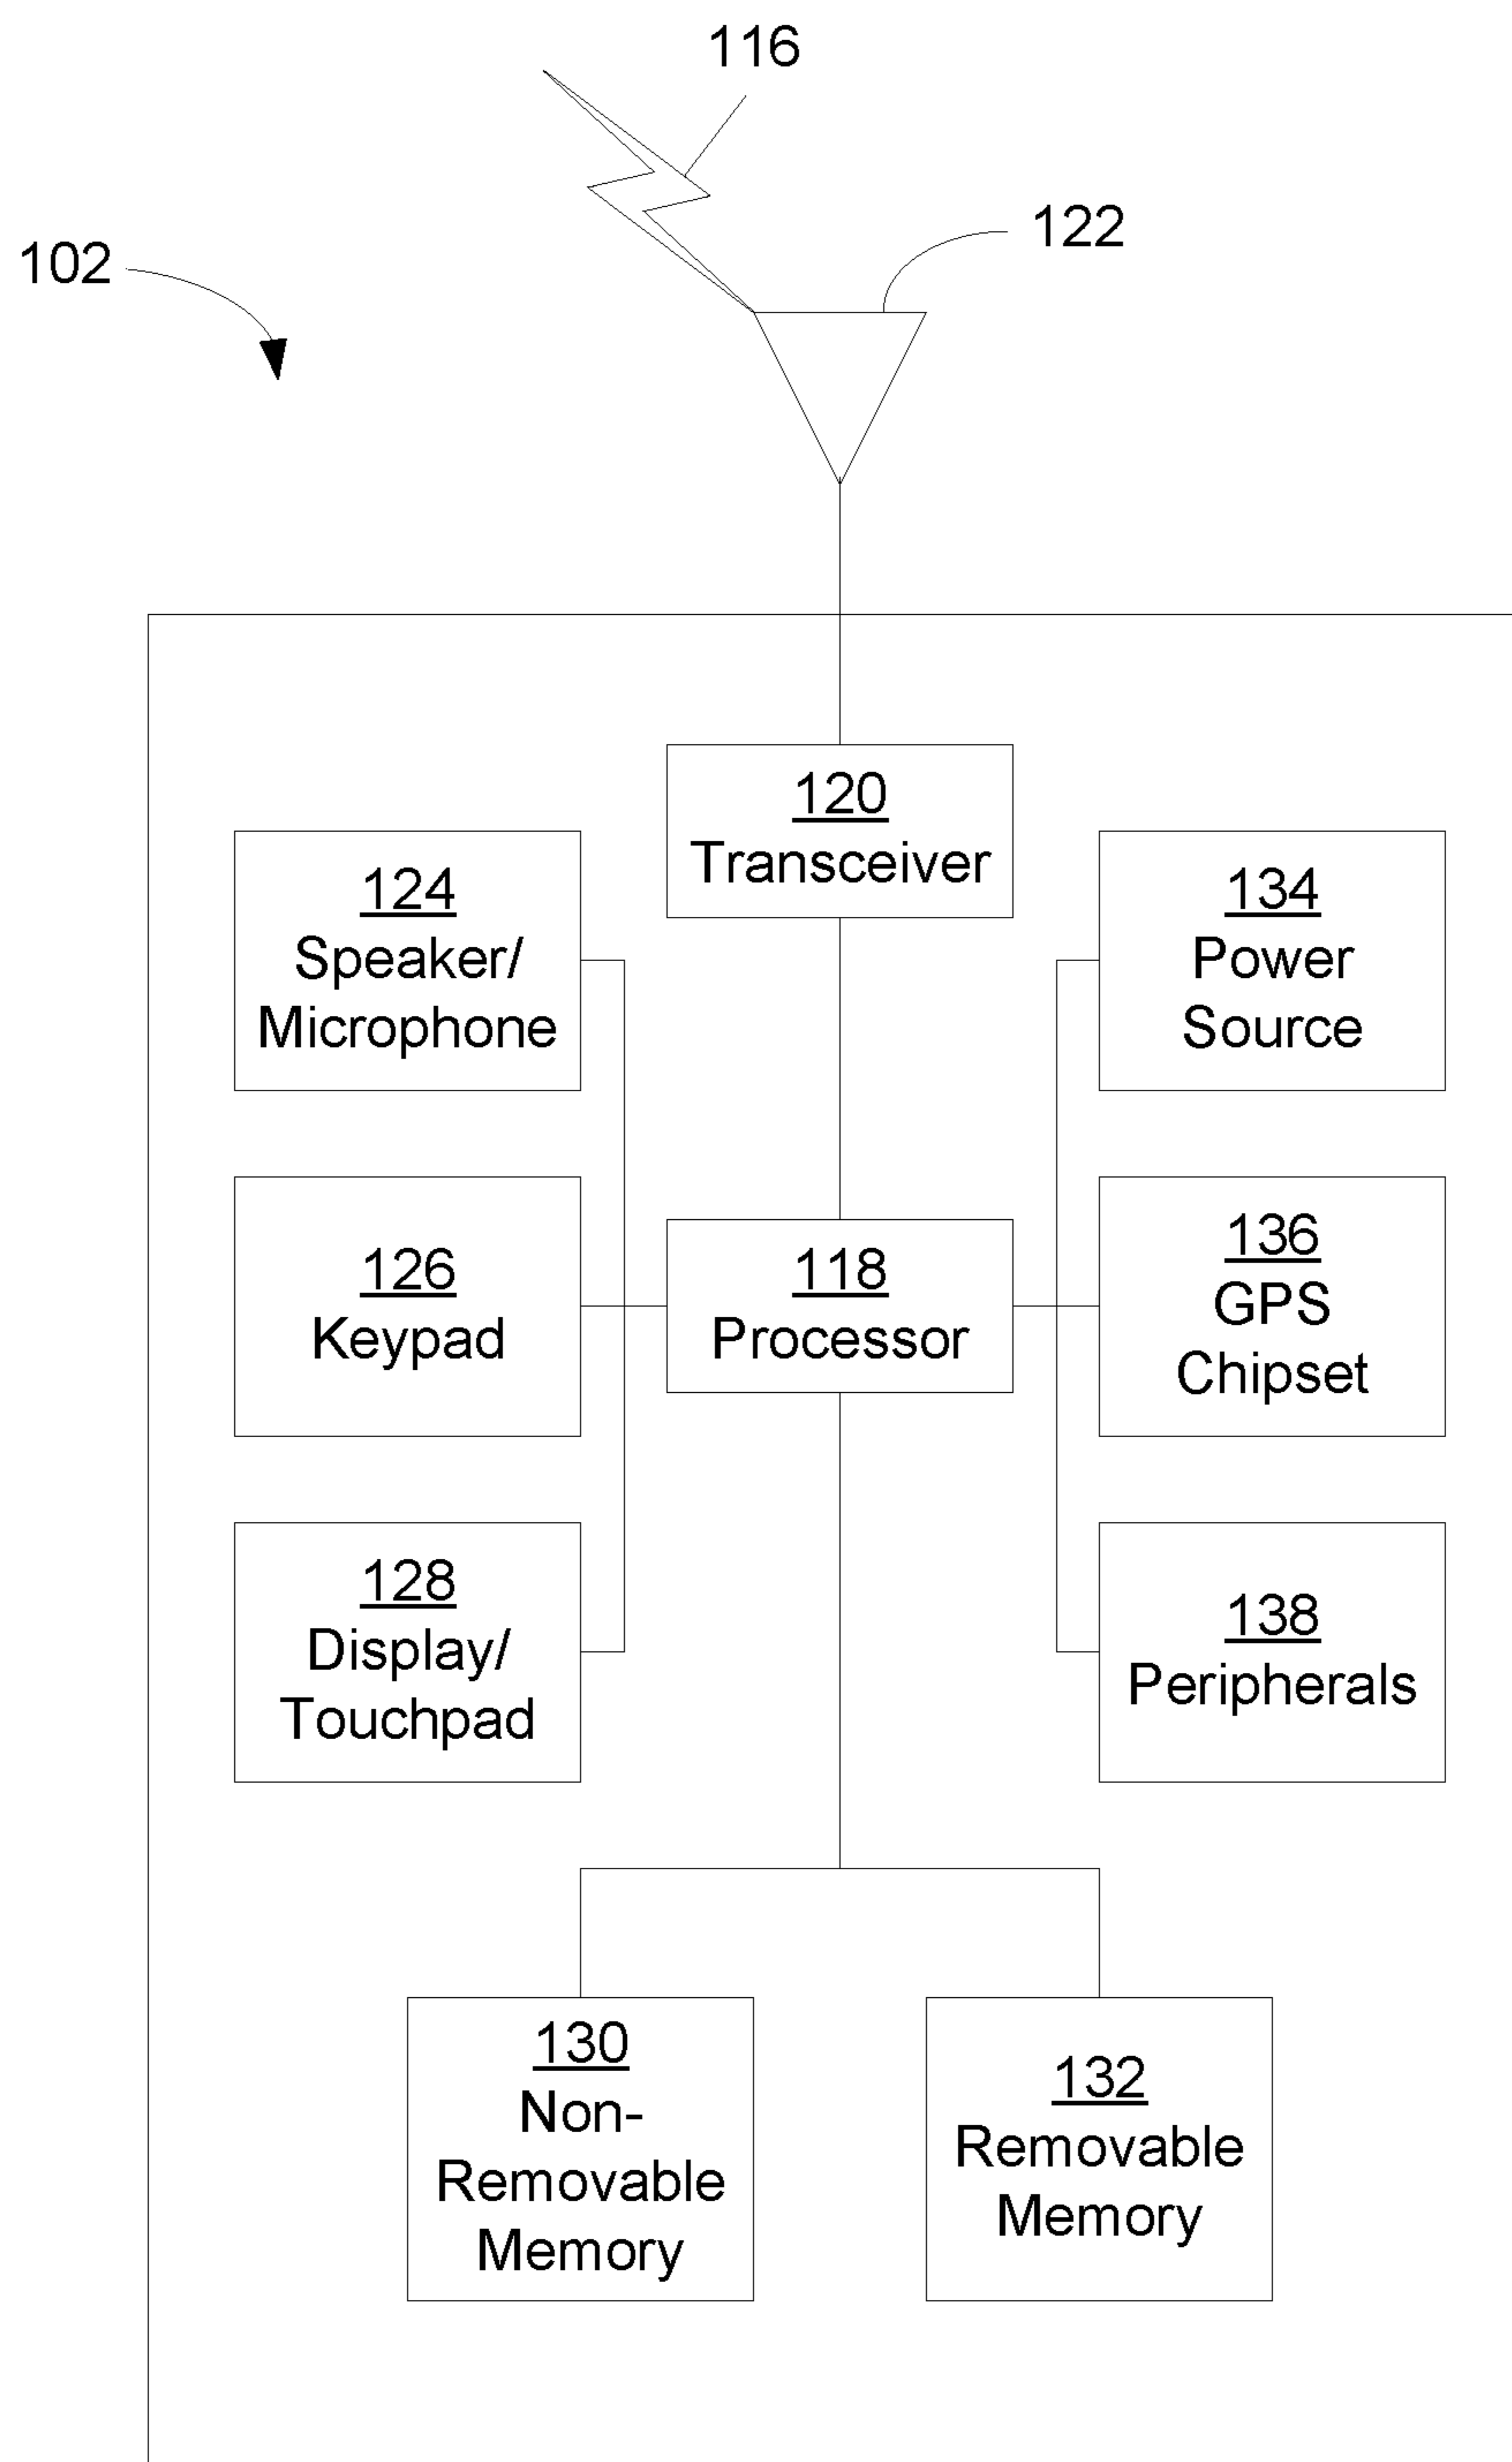 116
122
102
120
Transceiver
124
Speaker/
Microphone
134
Power
Source
126
Keypad
118
Processor
136
GPS
Chipset
128
Display/
Touchpad
138
Peripherals
130
Non-
Removable
Memory
132
Removable
Memory